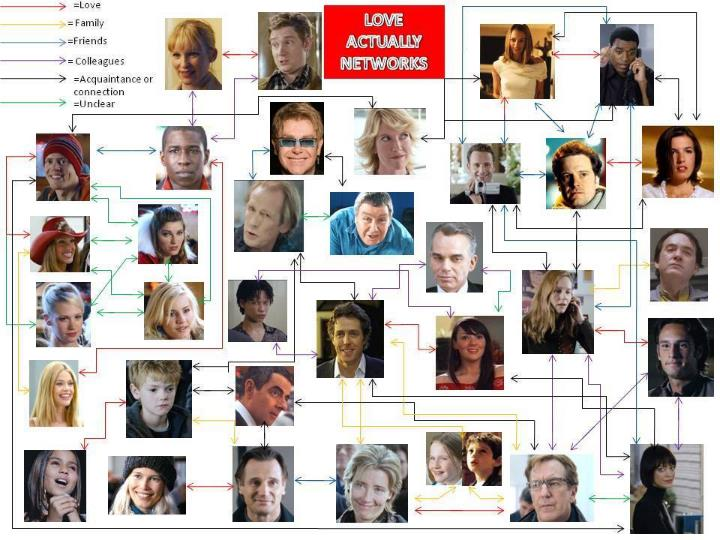 =Love
=Family
=Friends
= Colleagues
=Acquaintance or
connection
=Unclear
LOVE
ACTUALLY
NETWORKS